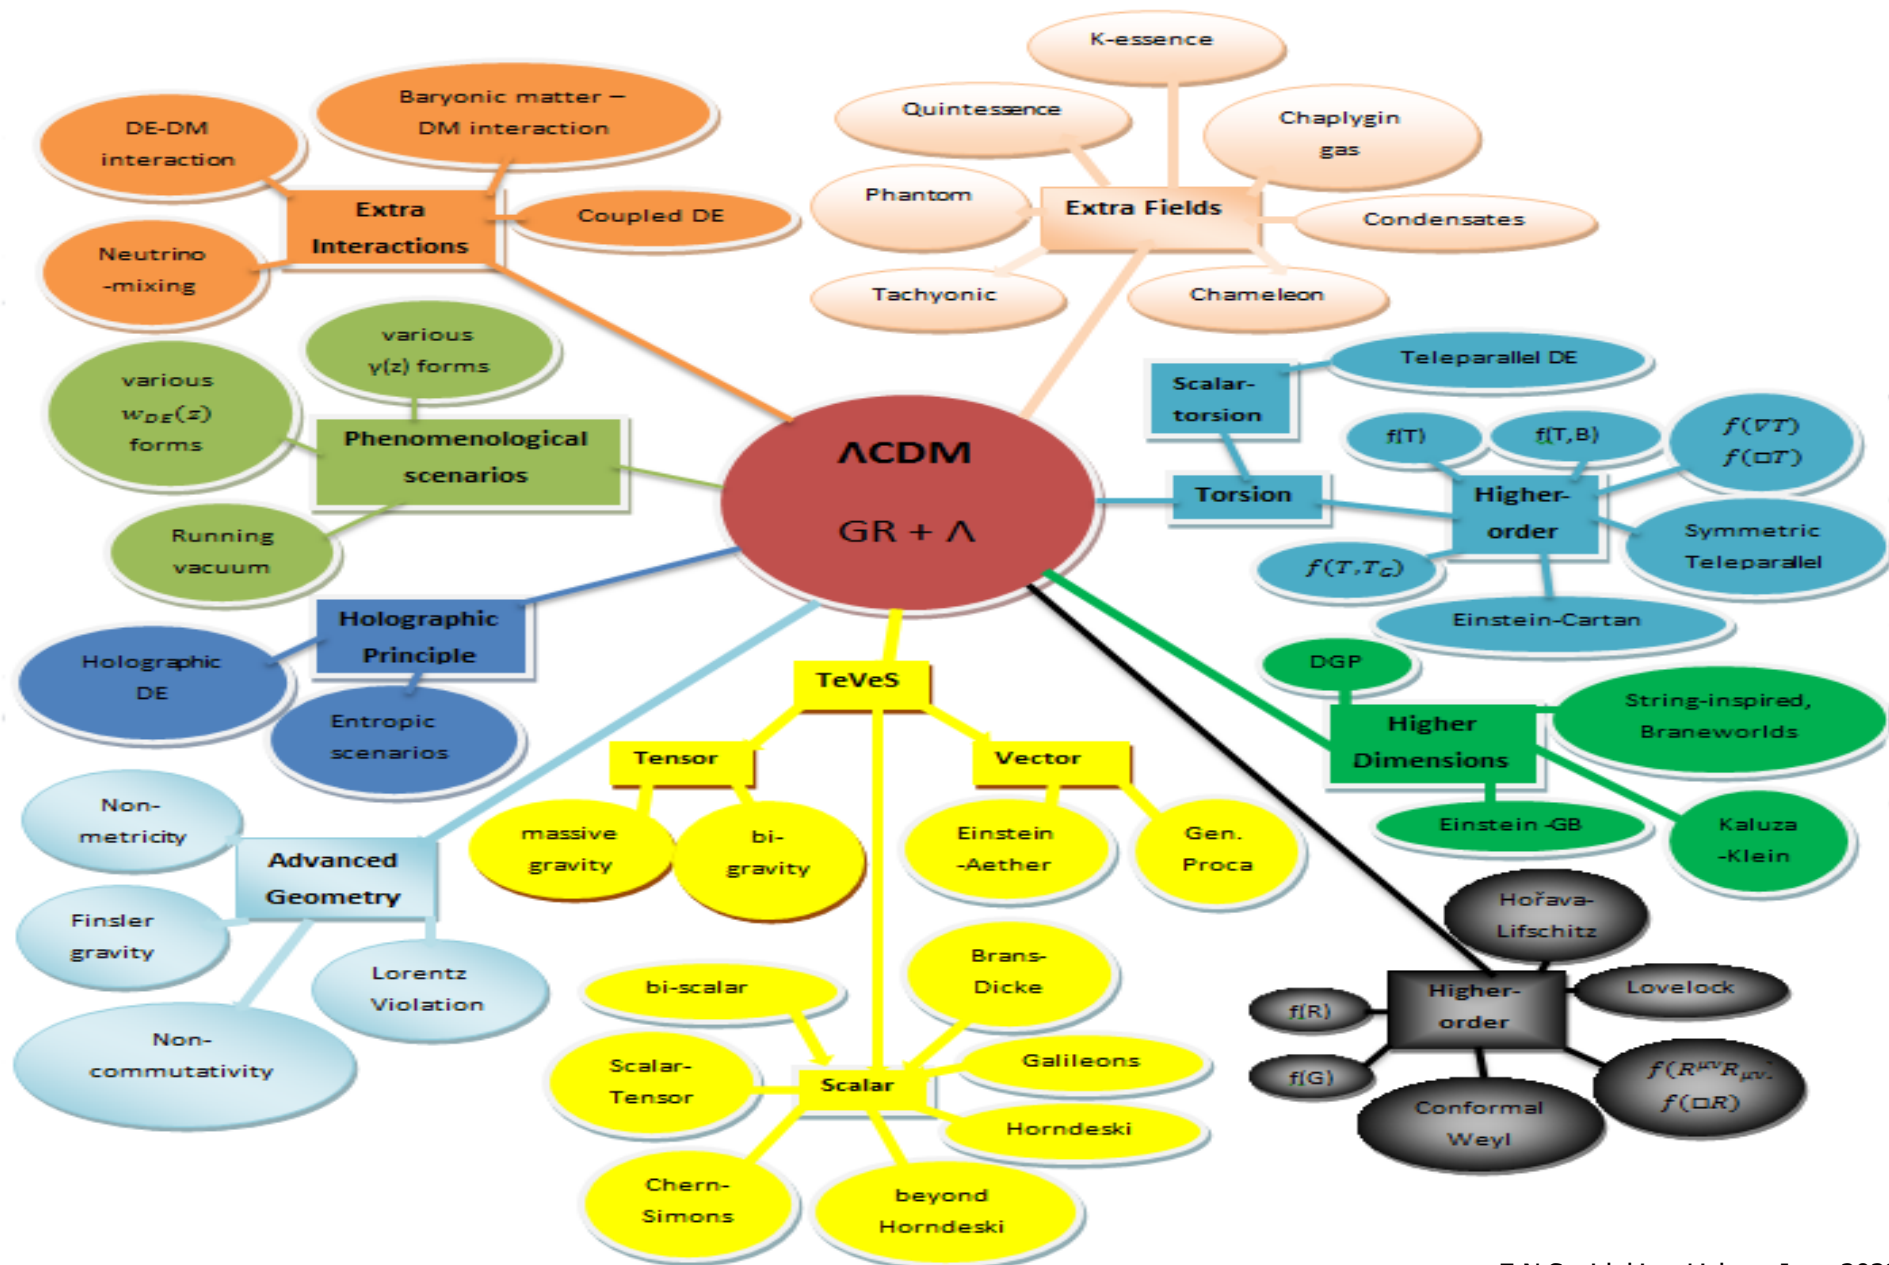 K-essence
Baryonic matter –
DM interaction
Quintessence
Chaplygin
gas
DE-DM
interaction
Extra
Interactions
Coupled DE
Phantom
Extra Fields
Condensates
Neutrino
-mixing
Tachyonic
Chameleon
various
γ(z) forms
various
w_{DE}(z)
forms
Phenomenological
scenarios
Running
vacuum
ΛCDM
GR + Λ
Scalar-
torsion
Teleparallel DE
f(T)
f(T,B)
f(∇T)
f(□T)
Torsion
Higher-
order
Symmetric
Teleparallel
f(T,T_G)
Einstein-Cartan
Holographic
Principle
Holographic
DE
Entropic
scenarios
TeVeS
Tensor
Vector
massive
gravity
bi-
gravity
Einstein
-Aether
Gen.
Proca
DGP
Higher
Dimensions
String-inspired,
Braneworlds
Einstein -GB
Kaluza
-Klein
Non-
metricity
Advanced
Geometry
Finsler
gravity
Lorentz
Violation
Non-
commutativity
bi-scalar
Brans-
Dicke
Scalar-
Tensor
Scalar
Galileons
Horndeski
Chern-
Simons
beyond
Horndeski
Hořava-
Lifschitz
Higher-
order
Lovelock
f(R)
f(G)
Conformal
Weyl
f(R^{μν}R_{μν}
f(□R)